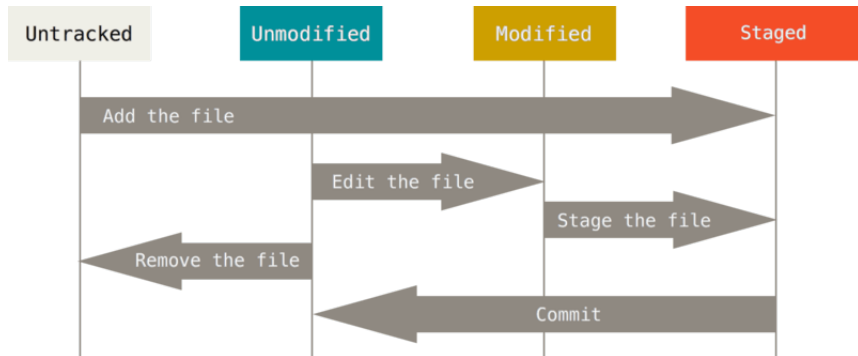 Untracked
Unmodified
Modified
Staged
Add the file
Edit the file
Stage the file
Remove the file
Commit